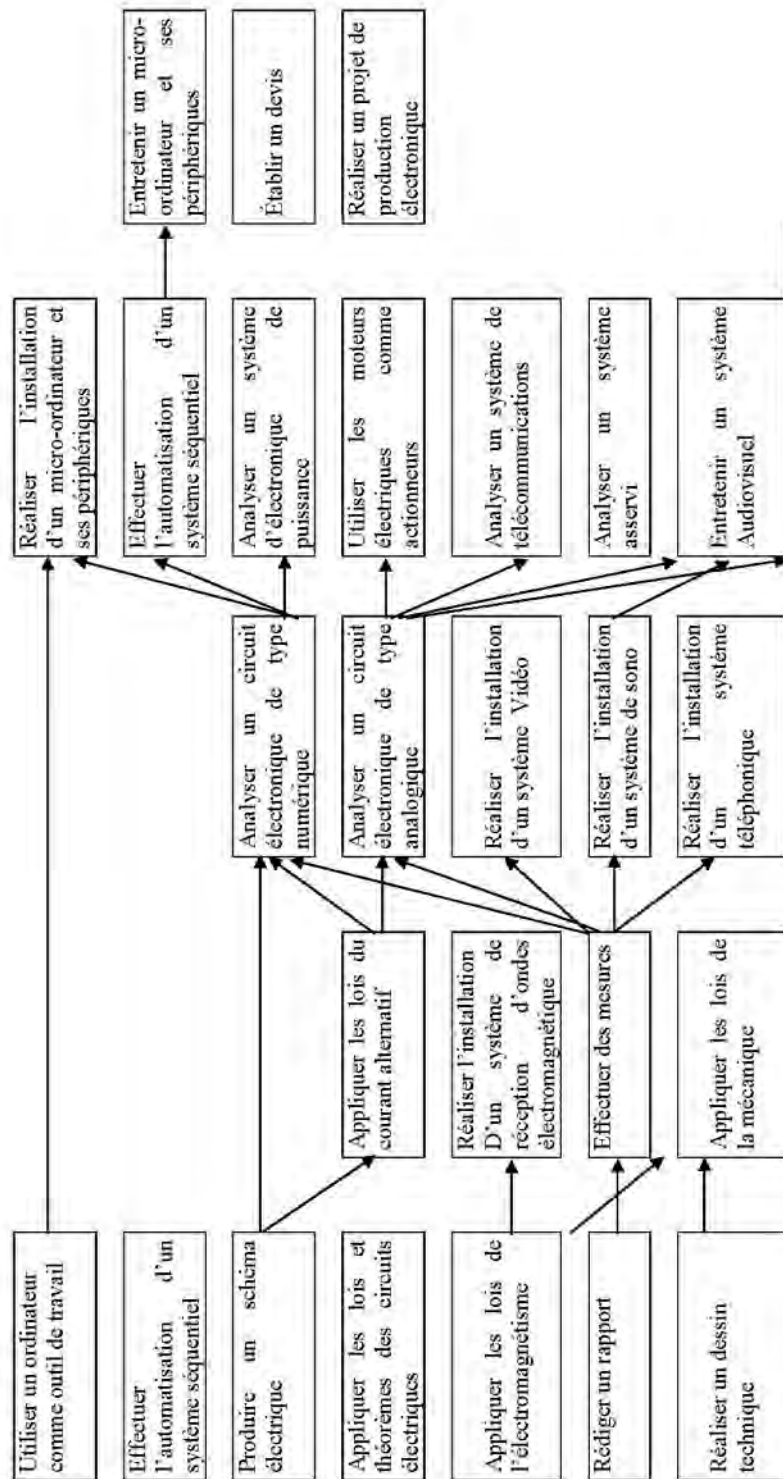 Utiliser un ordinateur
comme outil de travail
Effectuer
l'automatisation d'un
système séquentiel
Produire un schéma
électrique
Appliquer les lois et
théorèmes des circuits
électriques
Appliquer les lois de
l'électromagnétisme
Rédiger un rapport
Réaliser un dessin
technique
Appliquer les lois du
courant alternatif
Réaliser l'installation
D'un système de
réception d'ondes
électromagnétique
Effectuer des mesures
Appliquer les lois de
la mécanique
Analyser un circuit
électronique de type
numérique
Analyser un circuit
électronique de type
analogique
Réaliser l'installation
d'un système Vidéo
Réaliser l'installation
d'un système de sono
Réaliser l'installation
d'un système
téléphonique
Réaliser l'installation
d'un micro-ordinateur et
ses périphériques
Effectuer
l'automatisation d'un
système séquentiel
Analyser un système
d'électronique de
puissance
Utiliser les moteurs
électriques comme
actionneurs
Analyser un système de
télécommunications
Analyser un système
asservi
Entretenir un système
Audiovisuel
Entretenir un micro-
ordinateur et ses
périphériques
Établir un devis
Réaliser un projet de
production
électronique